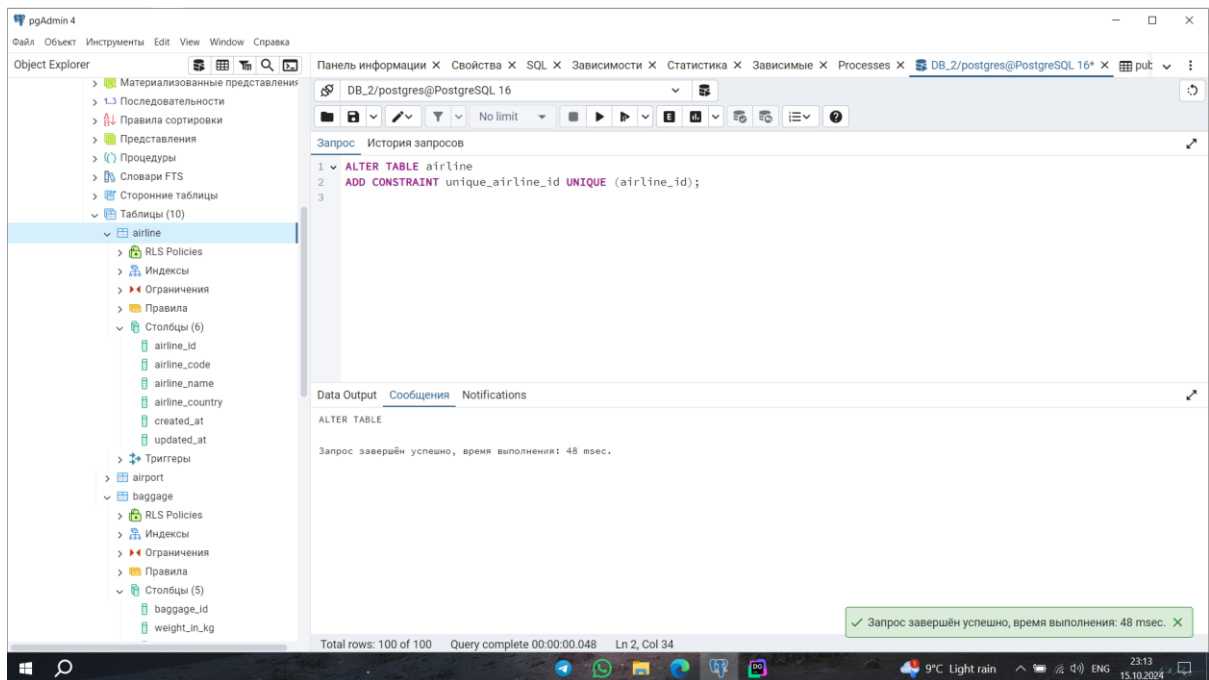 pgAdmin 4
Файл Объект Инструменты Edit View Window Справка
Object Explorer
Панель информации Свойства SQL Зависимости Статистика Зависимые Processes DB_2/postgres@PostgreSQL 16* pub
Материализованные представления
1..3 Последовательности
Правила сортировки
Представления
Процедуры
Словари FTS
Сторонние таблицы
Таблицы (10)
airline
RLS Policies
Индексы
Ограничения
Правила
Столбцы (6)
airline_id
airline_code
airline_name
airline_country
created_at
updated_at
Триггеры
airport
baggage
RLS Policies
Индексы
Ограничения
Правила
Столбцы (5)
baggage_id
weight_in_kg
DB_2/postgres@PostgreSQL 16
No limit
Запрос История запросов
1 ALTER TABLE airline
2 ADD CONSTRAINT unique_airline_id UNIQUE (airline_id);
3
Data Output Сообщения Notifications
ALTER TABLE
Запрос завершён успешно, время выполнения: 48 msec.
Запрос завершён успешно, время выполнения: 48 msec.
Total rows: 100 of 100 Query complete 00:00:00.048 Ln 2, Col 34
9°C Light rain ENG 23:13
15.10.2024